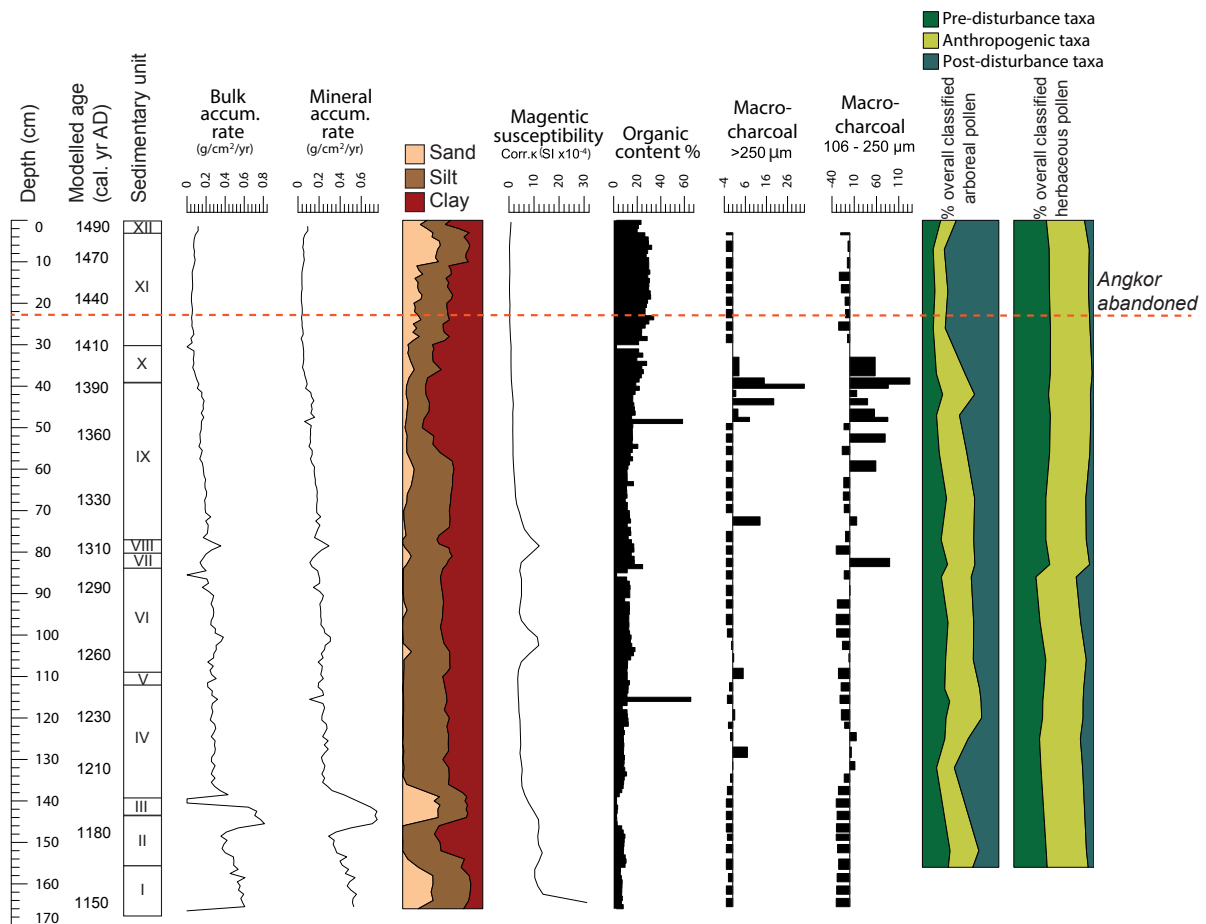 Pre-disturbance taxa
Anthropogenic taxa
Post-disturbance taxa
Depth (cm)
Modelled age
(cal. yr AD)
Sedimentary unit
Bulk
accum.
rate
(g/cm²/yr)
0 0.2 0.4 0.6 0.8
Mineral
accum.
rate
(g/cm²/yr)
0 0.2 0.4 0.6
Sand
Silt
Clay
Magentic
susceptibility
Corr.κ (SI x10⁻⁴)
0 10 20 30
Organic
content %
0 20 40 60
Macro-
charcoal
>250 µm
-4 6 16 26
Macro-
charcoal
106 - 250 µm
-40 10 60 110
% overall classified
arboreal pollen
% overall classified
herbaceous pollen
0
10
20
30
40
50
60
70
80
90
100
110
120
130
140
150
160
170
1490
1470
1440
1410
1390
1360
1330
1310
1290
1260
1230
1210
1180
1150
XII
XI
X
IX
VIII
VII
VI
V
IV
III
II
I
Angkor
abandoned